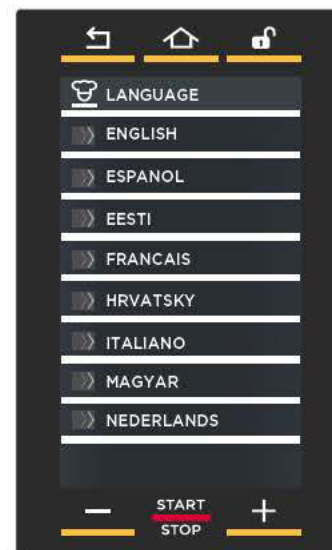 LANGUAGE
ENGLISH
ESPANOL
EESTI
FRANCAIS
HRVATSKY
ITALIANO
MAGYAR
NEDERLANDS
START
STOP